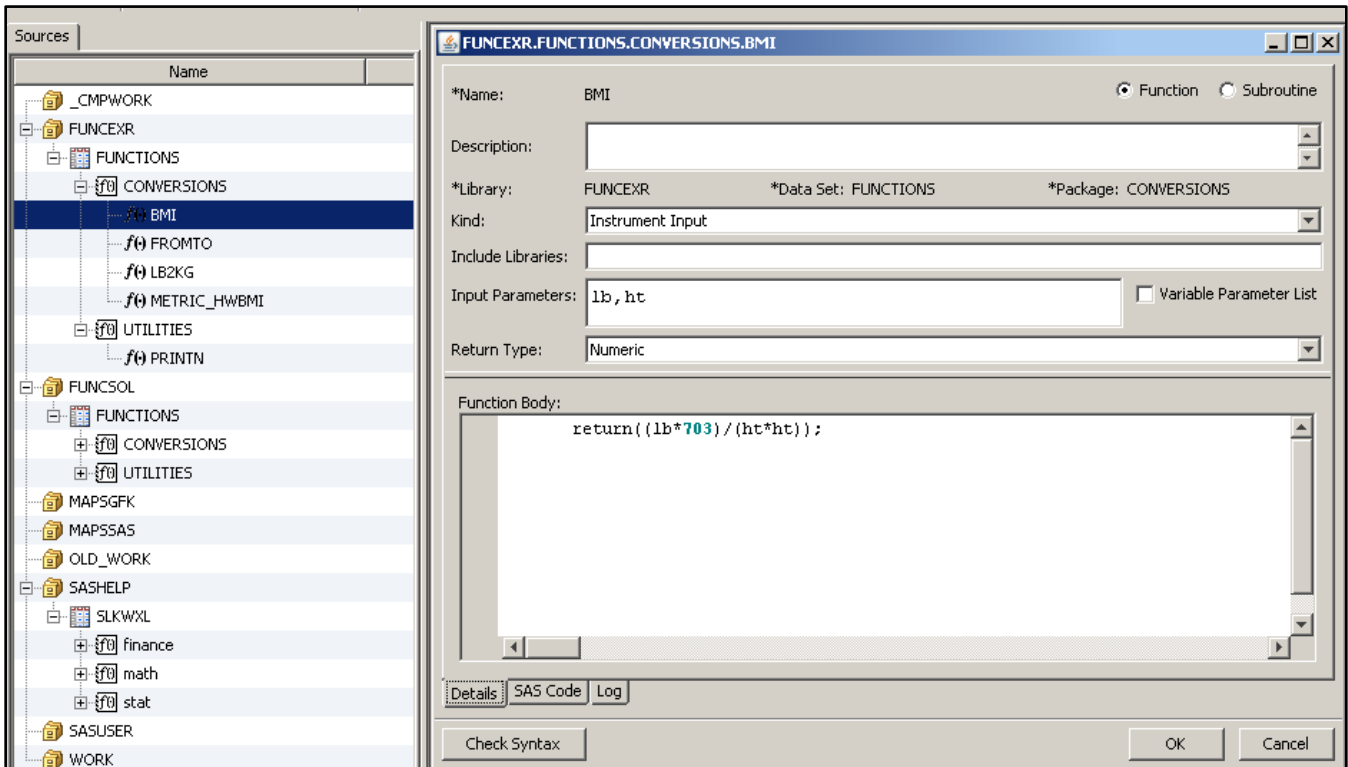 Sources
Name
_CMPWORK
FUNCEXR
FUNCTIONS
f() CONVERSIONS
f() BMI
f() FROMTO
f() LB2KG
f() METRIC_HWBMI
f() UTILITIES
f() PRINTN
FUNCSOL
FUNCTIONS
f() CONVERSIONS
f() UTILITIES
MAPSGFK
MAPSSAS
OLD_WORK
SASHELP
SLKWXL
f() finance
f() math
f() stat
SASUSER
WORK
FUNCEXR.FUNCTIONS.CONVERSIONS.BMI
*Name: BMI Function Subroutine
Description:
*Library: FUNCEXR *Data Set: FUNCTIONS *Package: CONVERSIONS
Kind: Instrument Input
Include Libraries:
Input Parameters: lb,ht Variable Parameter List
Return Type: Numeric
Function Body:
return((lb*703)/(ht*ht));
Details SAS Code Log
Check Syntax OK Cancel